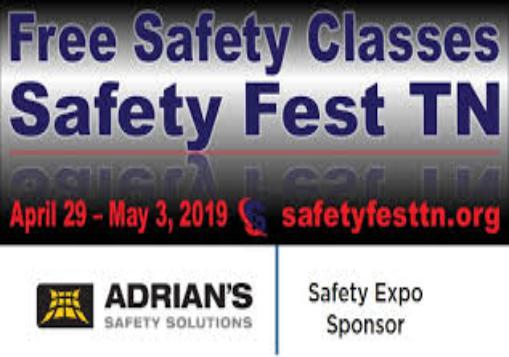 Free Safety Classes
Safety Fest TN
April 29 – May 3, 2019 safetyfesttn.org
ADRIAN'S
SAFETY SOLUTIONS
Safety Expo
Sponsor